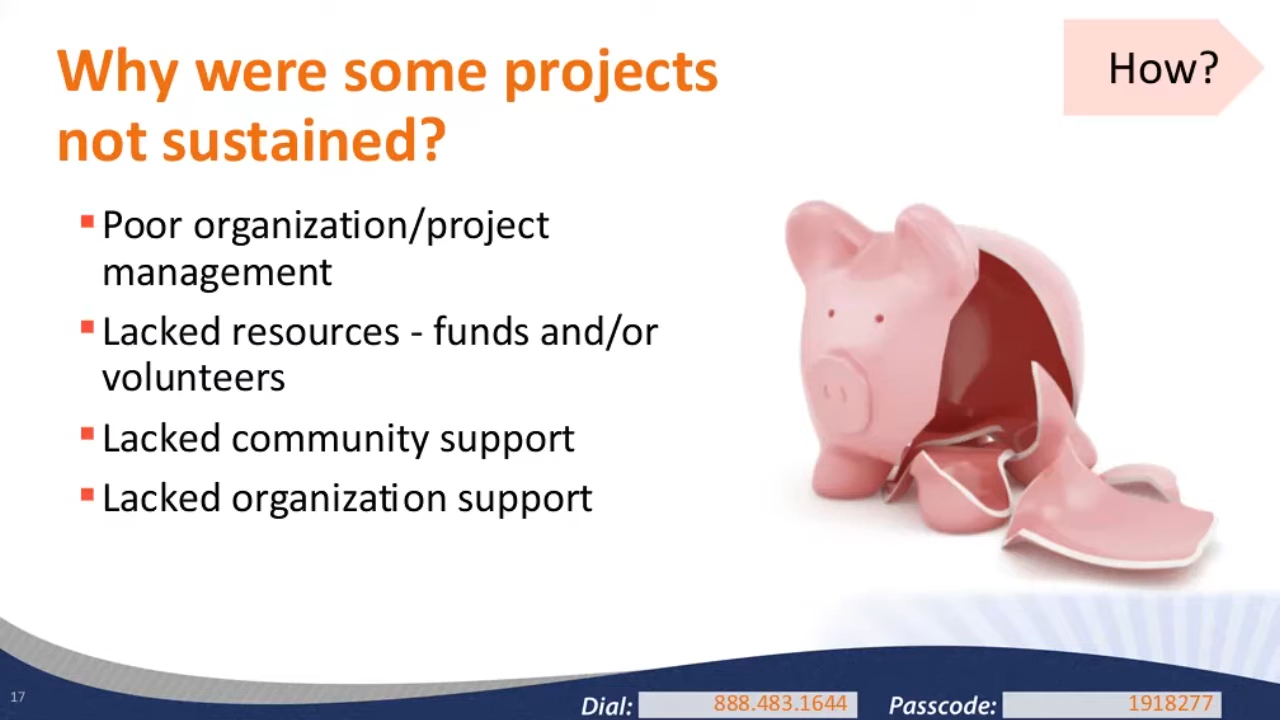 Why were some projects
not sustained?
How?
▪Poor organization/project
management
▪Lacked resources - funds and/or
volunteers
▪Lacked community support
▪Lacked organization support
17
Dial: 888.483.1644 Passcode: 1918277